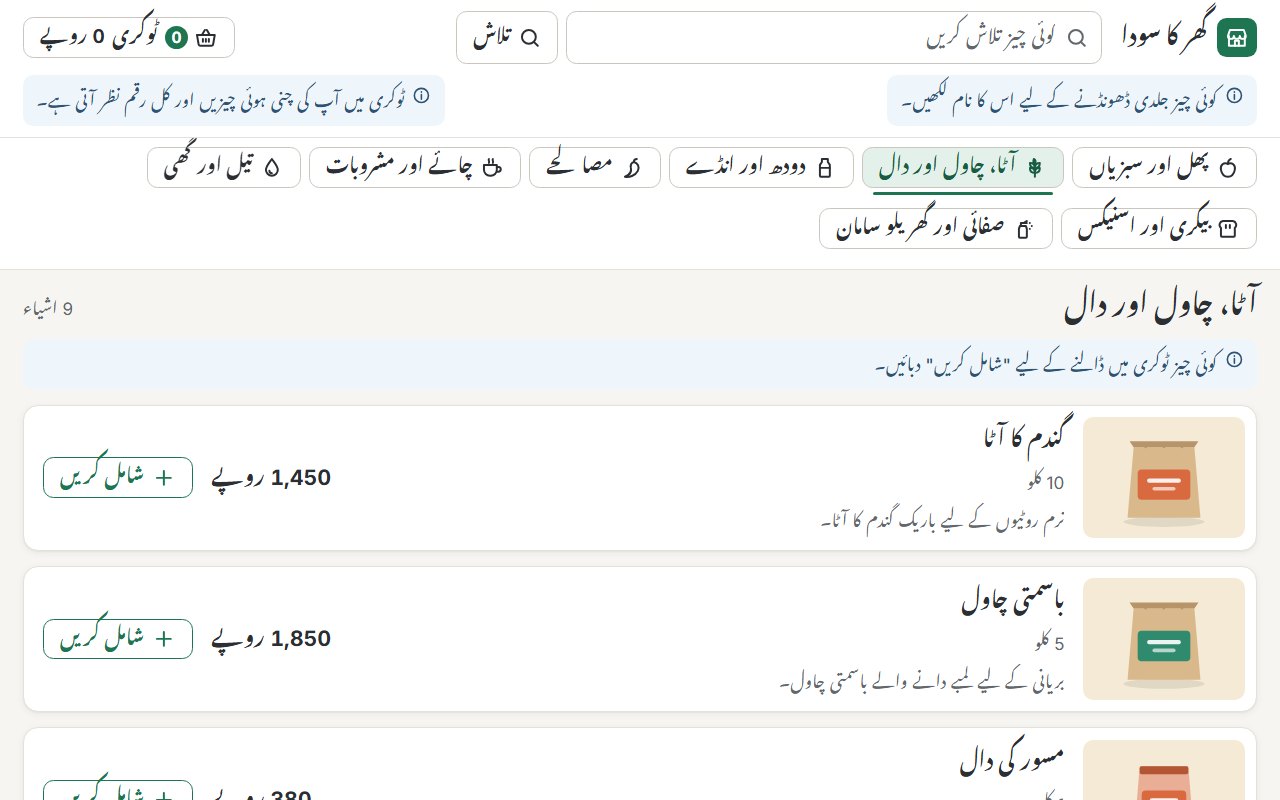 گھر کا سودا
کوئی چیز تلاش کریں
تلاش
ٹوکری 0 0 روپے
کوئی چیز جلدی ڈھونڈنے کے لیے اس کا نام لکھیں۔
ٹوکری میں آپ کی چنی ہوئی چیزیں اور کل رقم نظر آتی ہے۔
پھل اور سبزیاں
آٹا، چاول اور دال
دودھ اور انڈے
مصالحے
چائے اور مشروبات
تیل اور گھی
بیکری اور اسنیکس
صفائی اور گھریلو سامان
آٹا، چاول اور دال
9 اشیاء
کوئی چیز ٹوکری میں ڈالنے کے لیے "شامل کریں" دبائیں۔
گندم کا آٹا
10 کلو
نرم روٹیوں کے لیے باریک گندم کا آٹا۔
1,450 روپے
شامل کریں
باسمتی چاول
5 کلو
بریانی کے لیے لمبے دانے والے باسمتی چاول۔
1,850 روپے
شامل کریں
مسور کی دال
380 روپے
شامل کریں